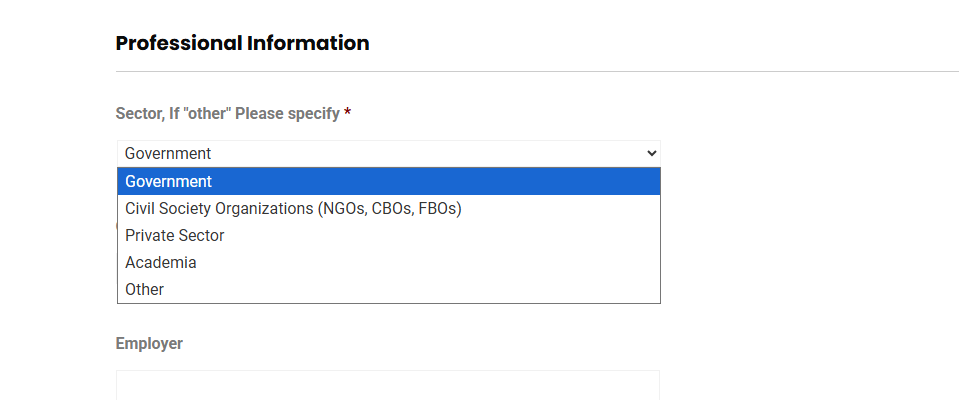 Professional Information
Sector, If "other" Please specify *
Government
Government
Civil Society Organizations (NGOs, CBOs, FBOs)
Private Sector
Academia
Other
Employer